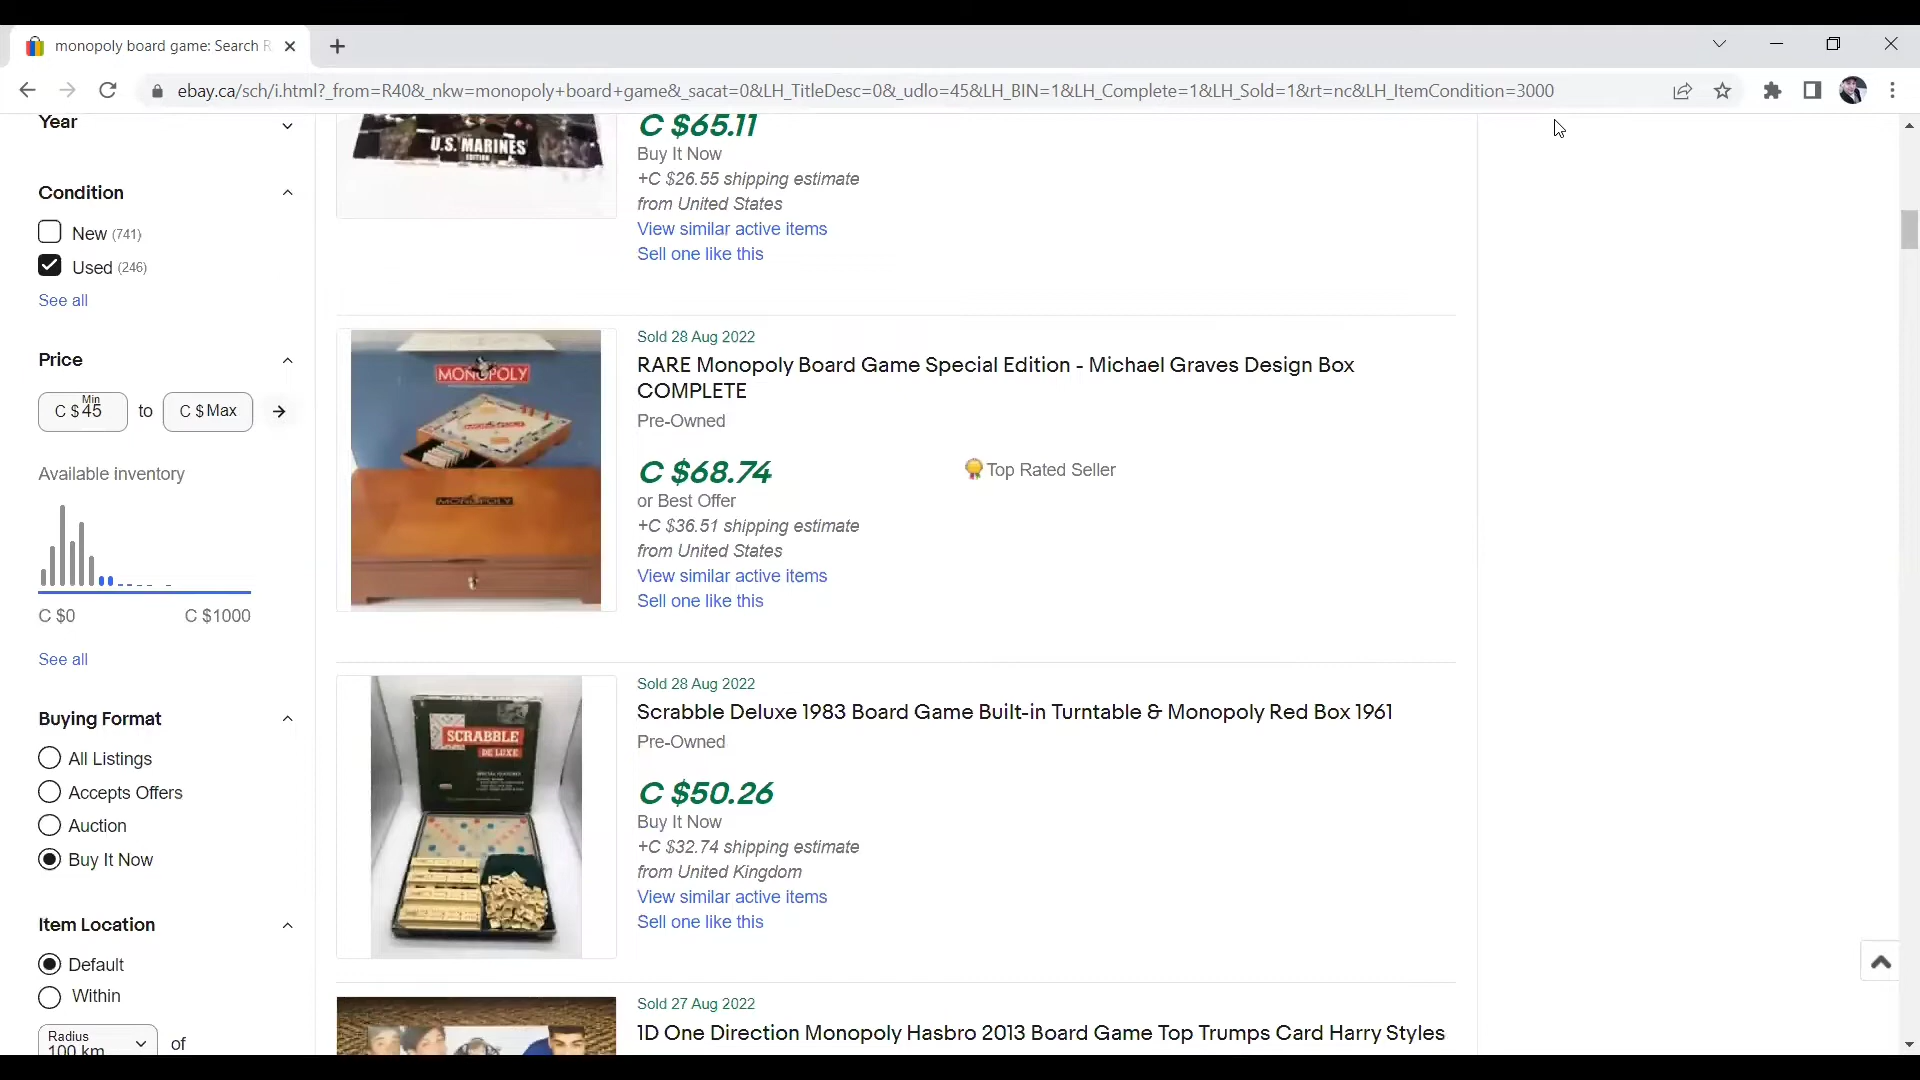 monopoly board game: Search R
ebay.ca/sch/i.html?_from=R40&_nkw=monopoly+board+game&_sacat=0&LH_TitleDesc=0&_udlo=45&LH_BIN=1&LH_Complete=1&LH_Sold=1&rt=nc&LH_ItemCondition=3000
Year
Condition
New (741)
Used (246)
See all
Price
Min
C $ 45
to
C $ Max
Available inventory
C $0
C $1000
See all
Buying Format
All Listings
Accepts Offers
Auction
Buy It Now
Item Location
Default
Within
Radius
100 km
of
U.S. MARINES
EDITION
C $65.11
Buy It Now
+C $26.55 shipping estimate
from United States
View similar active items
Sell one like this
MONOPOLY
MONOPOLY
Sold 28 Aug 2022
RARE Monopoly Board Game Special Edition - Michael Graves Design Box
COMPLETE
Pre-Owned
C $68.74
Top Rated Seller
or Best Offer
+C $36.51 shipping estimate
from United States
View similar active items
Sell one like this
SCRABBLE
DE LUXE
Sold 28 Aug 2022
Scrabble Deluxe 1983 Board Game Built-in Turntable & Monopoly Red Box 1961
Pre-Owned
C $50.26
Buy It Now
+C $32.74 shipping estimate
from United Kingdom
View similar active items
Sell one like this
Sold 27 Aug 2022
1D One Direction Monopoly Hasbro 2013 Board Game Top Trumps Card Harry Styles